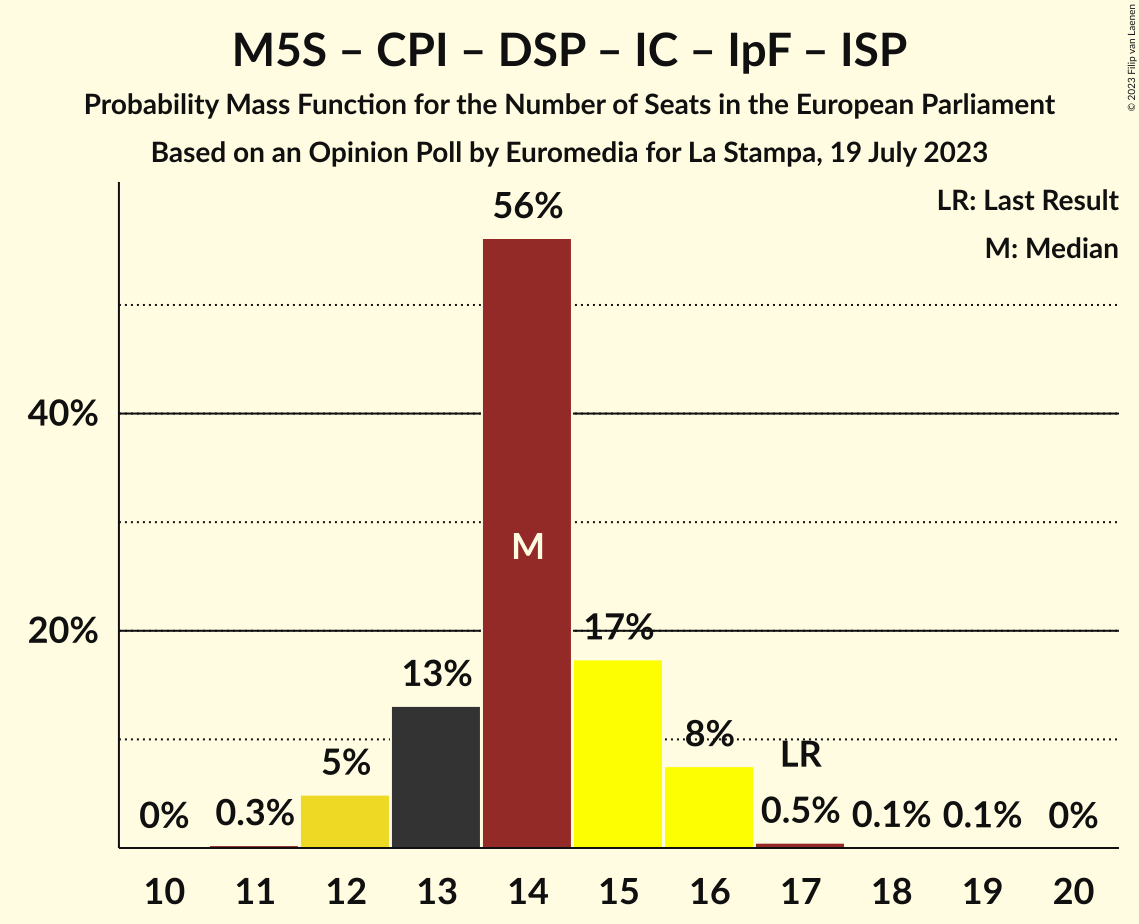 M5S – CPI – DSP – IC – IpF – ISP
Probability Mass Function for the Number of Seats in the European Parliament
Based on an Opinion Poll by Euromedia for La Stampa, 19 July 2023
© 2023 Filip van Laenen
LR: Last Result
M: Median
56%
40%
M
20%
17%
13%
8%
LR
5%
0%
0.3%
0.5%
0.1%
0.1%
0%
10 11 12 13 14 15 16 17 18 19 20